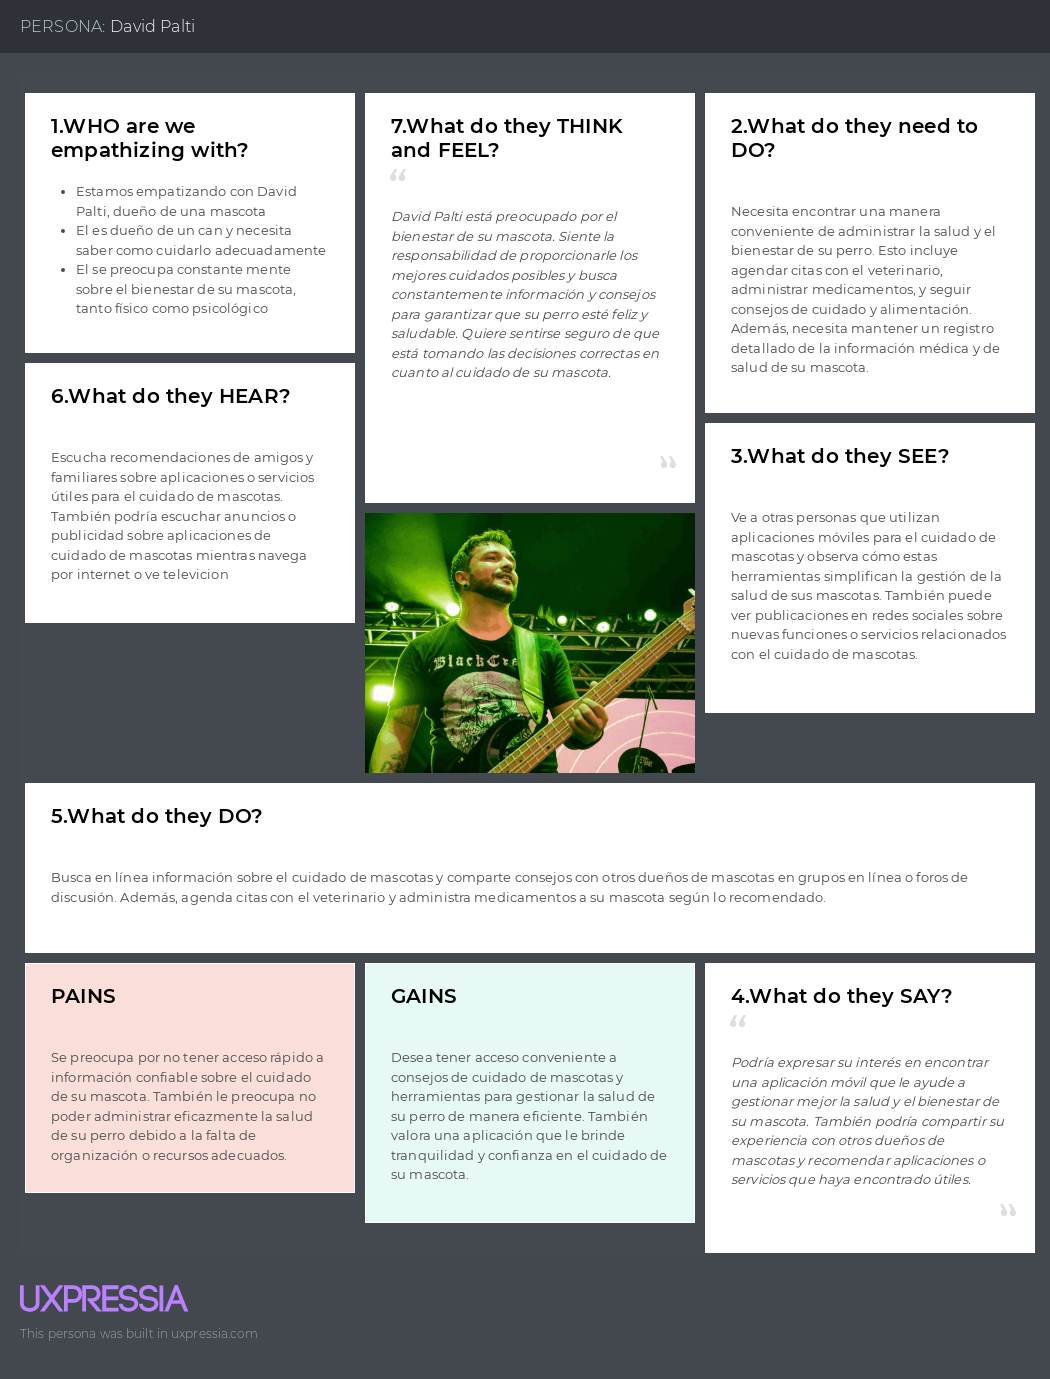 PERSONA: David Palti
1.WHO are we
empathizing with?
Estamos empatizando con David
Palti, dueño de una mascota
El es dueño de un can y necesita
saber como cuidarlo adecuadamente
El se preocupa constante mente
sobre el bienestar de su mascota,
tanto físico como psicológico
6.What do they HEAR?
Escucha recomendaciones de amigos y
familiares sobre aplicaciones o servicios
útiles para el cuidado de mascotas.
También podría escuchar anuncios o
publicidad sobre aplicaciones de
cuidado de mascotas mientras navega
por internet o ve televicion
7.What do they THINK
and FEEL?
“
David Palti está preocupado por el
bienestar de su mascota. Siente la
responsabilidad de proporcionarle los
mejores cuidados posibles y busca
constantemente información y consejos
para garantizar que su perro esté feliz y
saludable. Quiere sentirse seguro de que
está tomando las decisiones correctas en
cuanto al cuidado de su mascota.
”
2.What do they need to
DO?
Necesita encontrar una manera
conveniente de administrar la salud y el
bienestar de su perro. Esto incluye
agendar citas con el veterinario,
administrar medicamentos, y seguir
consejos de cuidado y alimentación.
Además, necesita mantener un registro
detallado de la información médica y de
salud de su mascota.
3.What do they SEE?
Ve a otras personas que utilizan
aplicaciones móviles para el cuidado de
mascotas y observa cómo estas
herramientas simplifican la gestión de la
salud de sus mascotas. También puede
ver publicaciones en redes sociales sobre
nuevas funciones o servicios relacionados
con el cuidado de mascotas.
5.What do they DO?
Busca en línea información sobre el cuidado de mascotas y comparte consejos con otros dueños de mascotas en grupos en línea o foros de
discusión. Además, agenda citas con el veterinario y administra medicamentos a su mascota según lo recomendado.
PAINS
Se preocupa por no tener acceso rápido a
información confiable sobre el cuidado
de su mascota. También le preocupa no
poder administrar eficazmente la salud
de su perro debido a la falta de
organización o recursos adecuados.
GAINS
Desea tener acceso conveniente a
consejos de cuidado de mascotas y
herramientas para gestionar la salud de
su perro de manera eficiente. También
valora una aplicación que le brinde
tranquilidad y confianza en el cuidado de
su mascota.
4.What do they SAY?
“
Podría expresar su interés en encontrar
una aplicación móvil que le ayude a
gestionar mejor la salud y el bienestar de
su mascota. También podría compartir su
experiencia con otros dueños de
mascotas y recomendar aplicaciones o
servicios que haya encontrado útiles.
”
UXPRESSIA
This persona was built in uxpressia.com